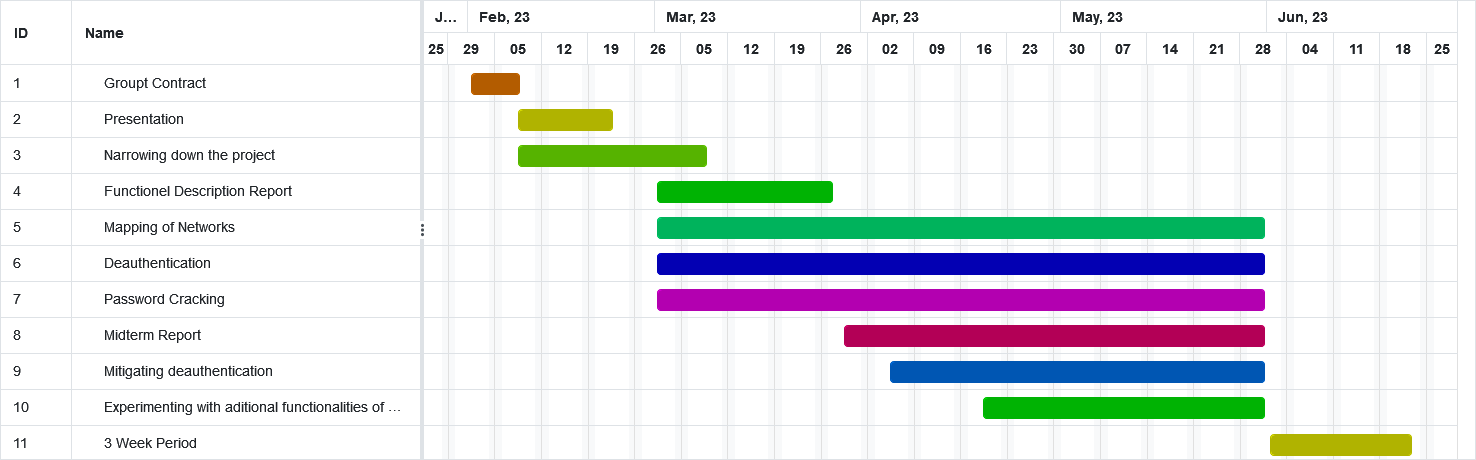 ID Name J... Feb, 23 Mar, 23 Apr, 23 May, 23 Jun, 23
25 29 05 12 19 26 05 12 19 26 02 09 16 23 30 07 14 21 28 04 11 18 25
1 Groupt Contract
2 Presentation
3 Narrowing down the project
4 Functionel Description Report
5 Mapping of Networks
6 Deauthentication
7 Password Cracking
8 Midterm Report
9 Mitigating deauthentication
10 Experimenting with aditional functionalities of ...
11 3 Week Period